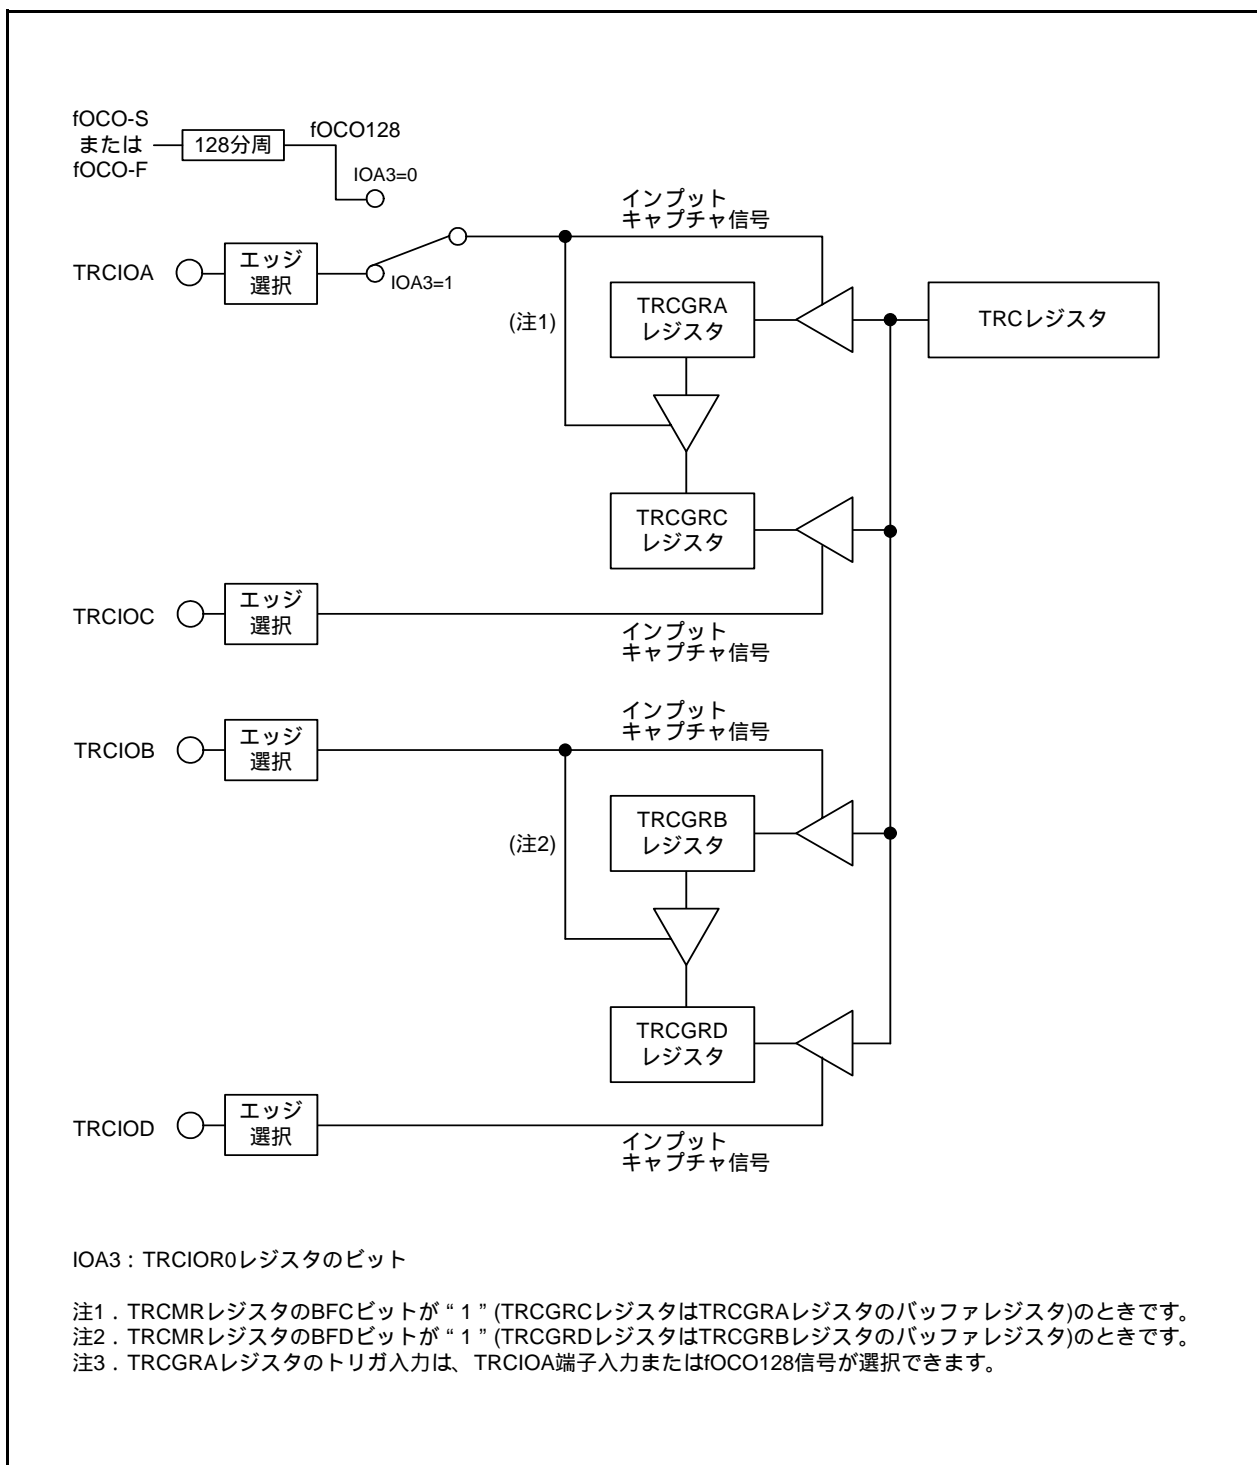 fOCO-S
または
fOCO-F
128分周
fOCO128
IOA3=0
インプット
キャプチャ信号
TRCIOA
エッジ
選択
IOA3=1
(注1)
TRCGRA
レジスタ
TRCレジスタ
TRCGRC
レジスタ
TRCIOC
エッジ
選択
インプット
キャプチャ信号
インプット
キャプチャ信号
TRCIOB
エッジ
選択
(注2)
TRCGRB
レジスタ
TRCGRD
レジスタ
TRCIOD
エッジ
選択
インプット
キャプチャ信号
IOA3：TRCIOR0レジスタのビット
注1．TRCMRレジスタのBFCビットが“1”(TRCGRCレジスタはTRCGRAレジスタのバッファレジスタ)のときです。
注2．TRCMRレジスタのBFDビットが“1”(TRCGRDレジスタはTRCGRBレジスタのバッファレジスタ)のときです。
注3．TRCGRAレジスタのトリガ入力は、TRCIOA端子入力またはfOCO128信号が選択できます。